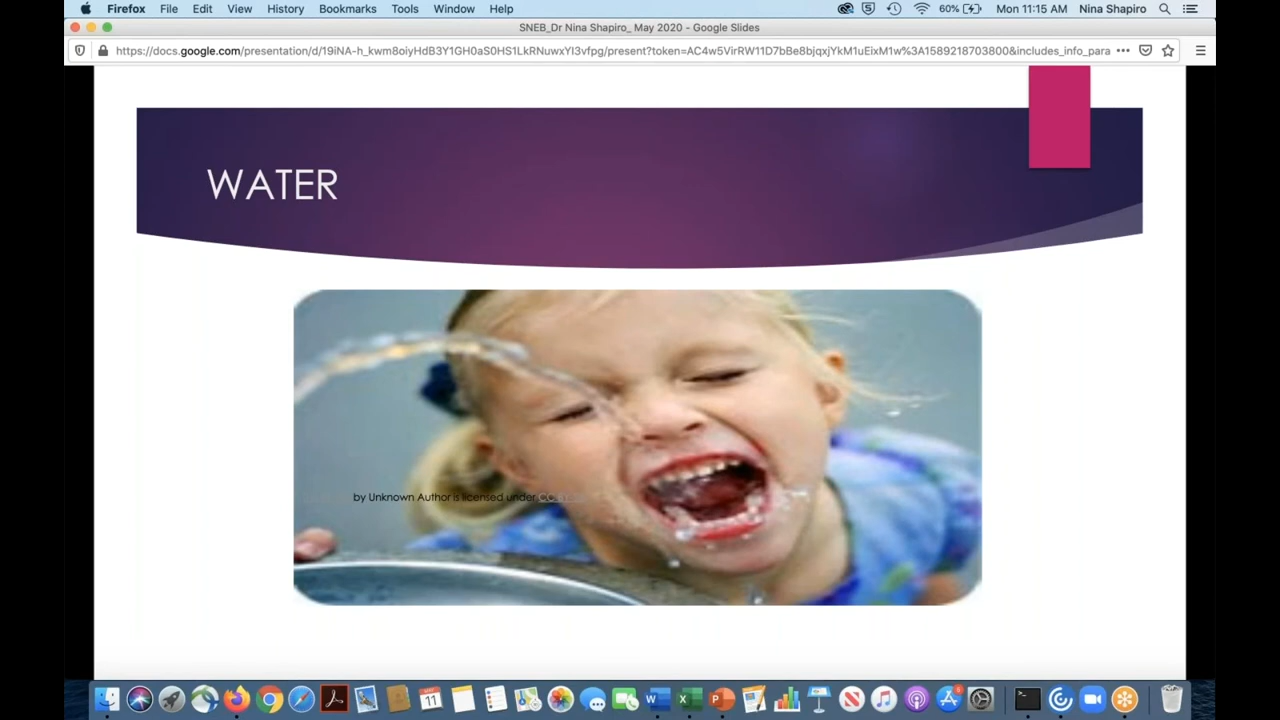 Firefox File Edit View History Bookmarks Tools Window Help 60% Mon 11:15 AM Nina Shapiro
SNEB_Dr Nina Shapiro_ May 2020 - Google Slides
https://docs.google.com/presentation/d/19iNA-h_kwm8oiyHdB3Y1GH0aS0HS1LkRNuwxYI3vfpg/present?token=AC4w5VirRW11D7bBe8bjqxjYkM1uEixM1w%3A1589218703800&includes_info_para
WATER
by Unknown Author is licensed under